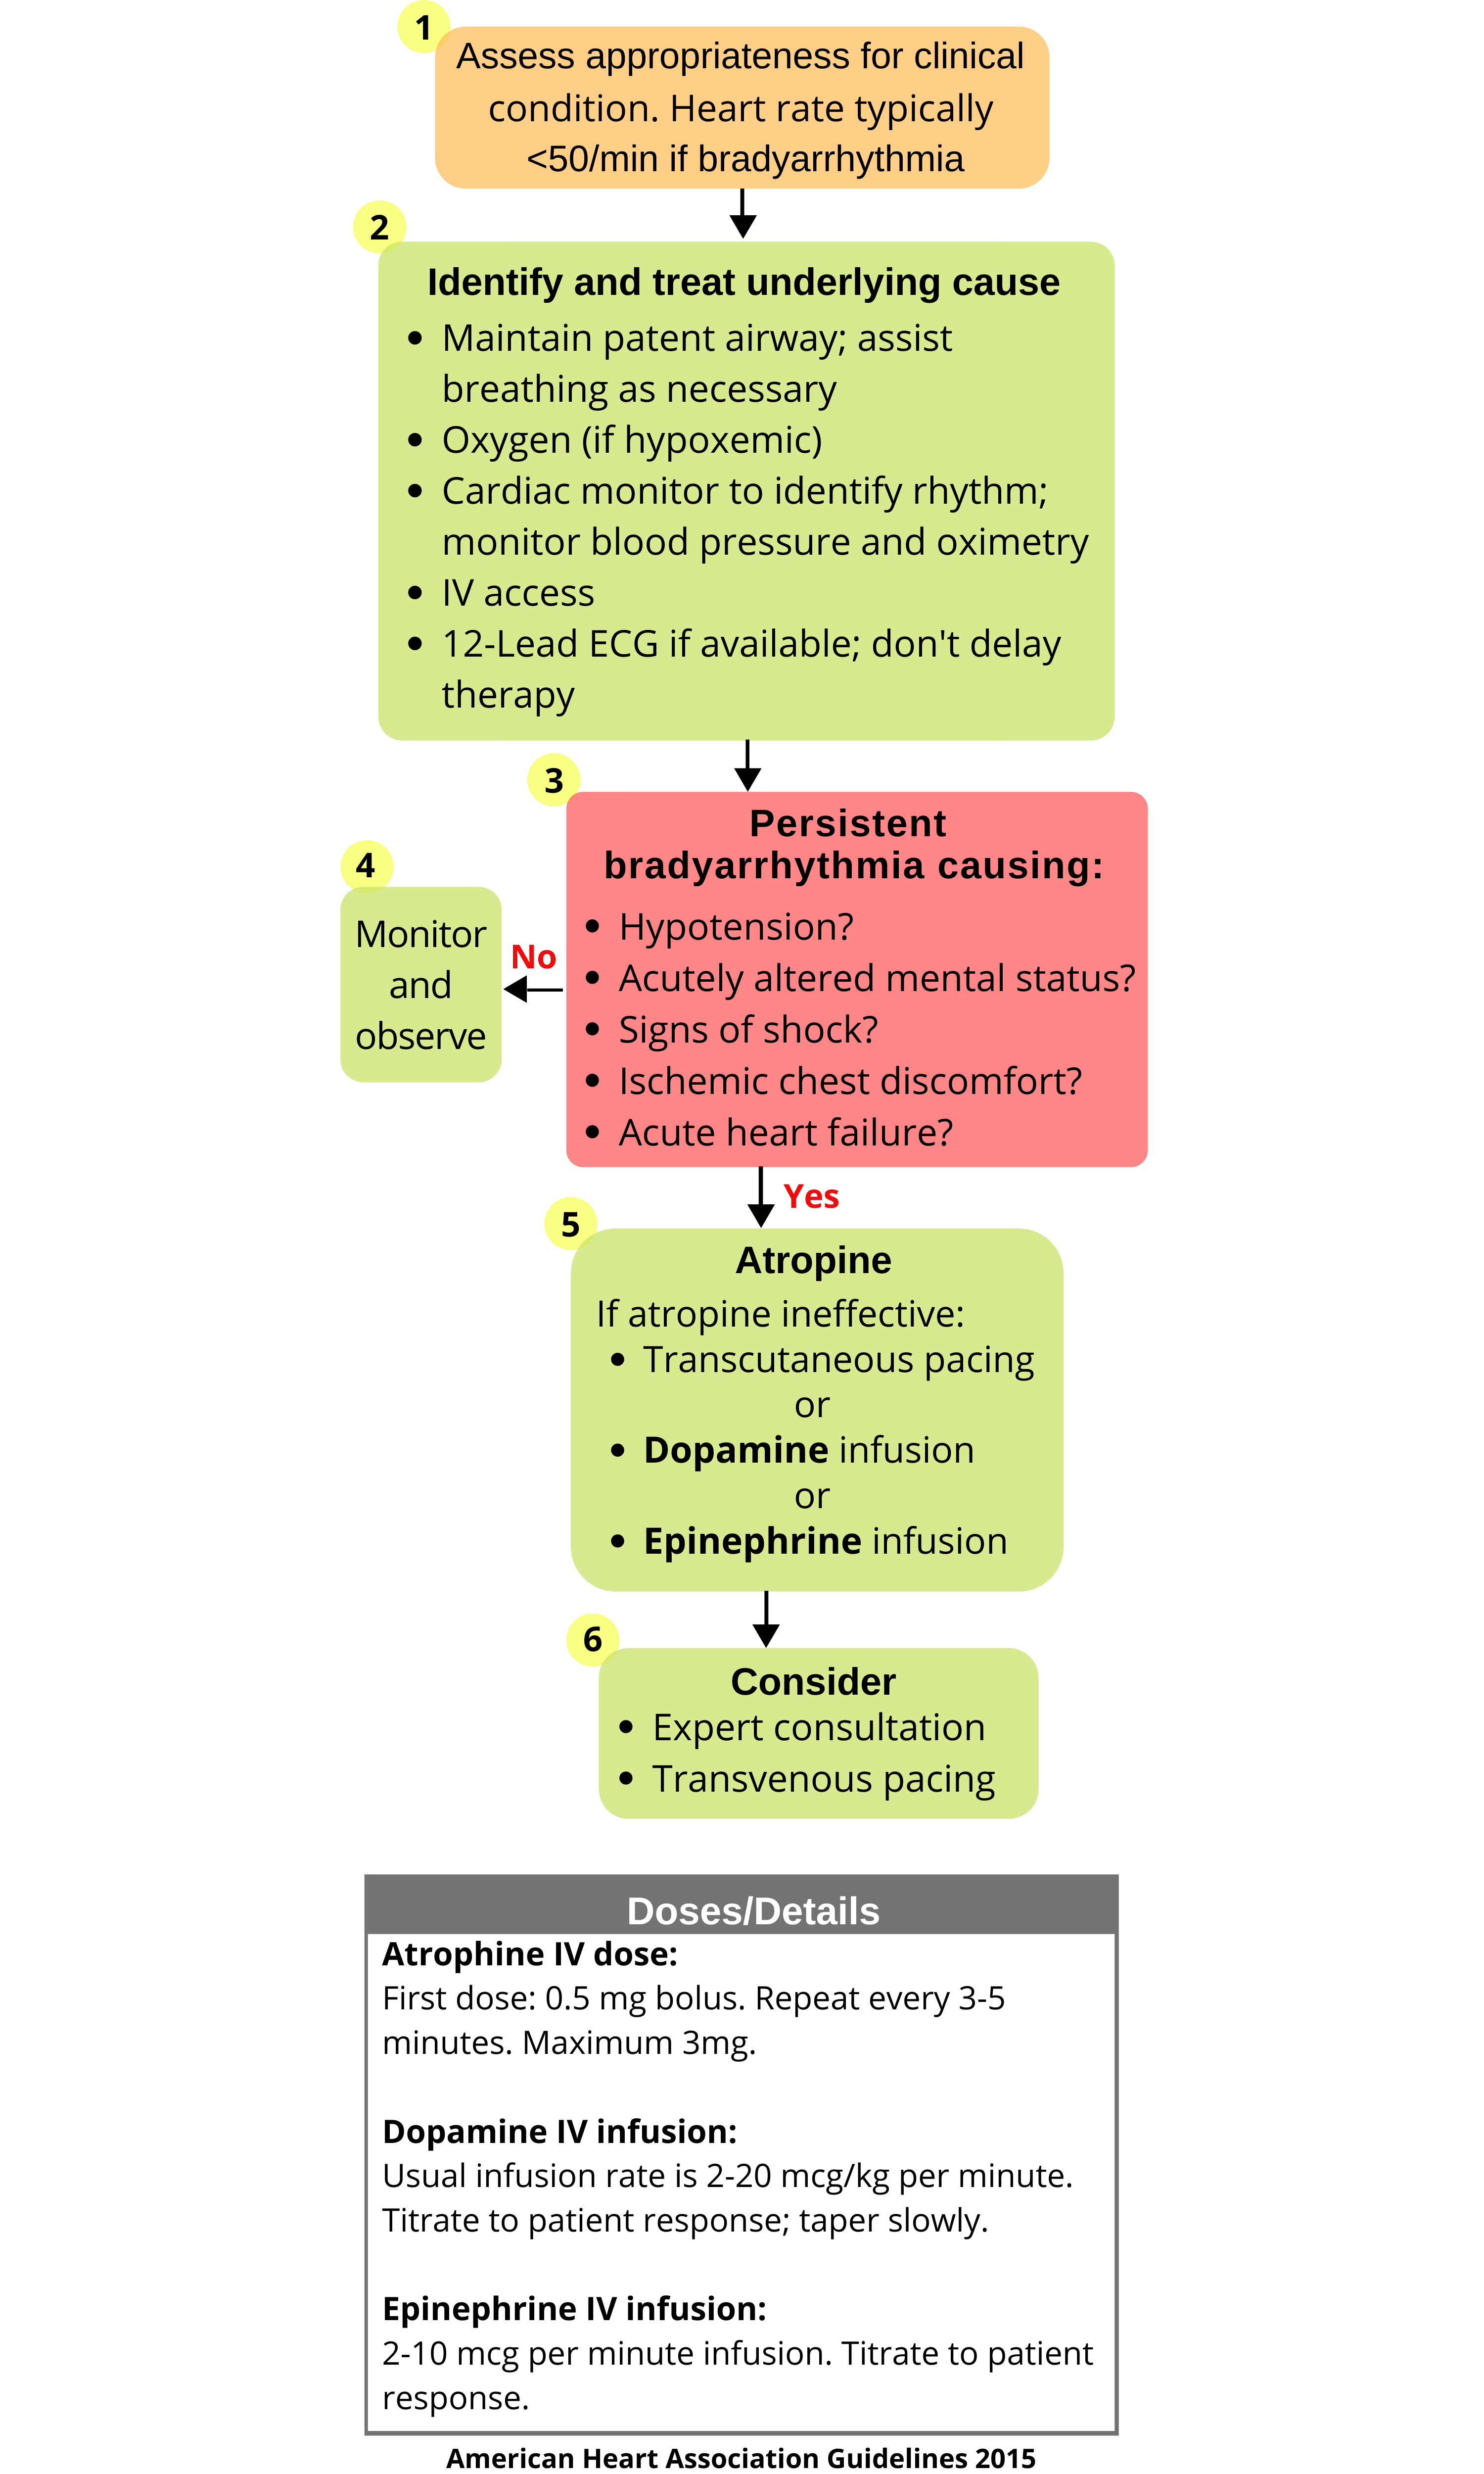 1
Assess appropriateness for clinical
condition. Heart rate typically
<50/min if bradyarrhythmia
2
Identify and treat underlying cause
• Maintain patent airway; assist
breathing as necessary
• Oxygen (if hypoxemic)
• Cardiac monitor to identify rhythm;
monitor blood pressure and oximetry
• IV access
• 12-Lead ECG if available; don't delay
therapy
3
Persistent
bradyarrhythmia causing:
• Hypotension?
• Acutely altered mental status?
• Signs of shock?
• Ischemic chest discomfort?
• Acute heart failure?
No
4
Monitor
and
observe
Yes
5
Atropine
If atropine ineffective:
• Transcutaneous pacing
or
• Dopamine infusion
or
• Epinephrine infusion
6
Consider
• Expert consultation
• Transvenous pacing
Doses/Details
Atrophine IV dose:
First dose: 0.5 mg bolus. Repeat every 3-5
minutes. Maximum 3mg.
Dopamine IV infusion:
Usual infusion rate is 2-20 mcg/kg per minute.
Titrate to patient response; taper slowly.
Epinephrine IV infusion:
2-10 mcg per minute infusion. Titrate to patient
response.
American Heart Association Guidelines 2015